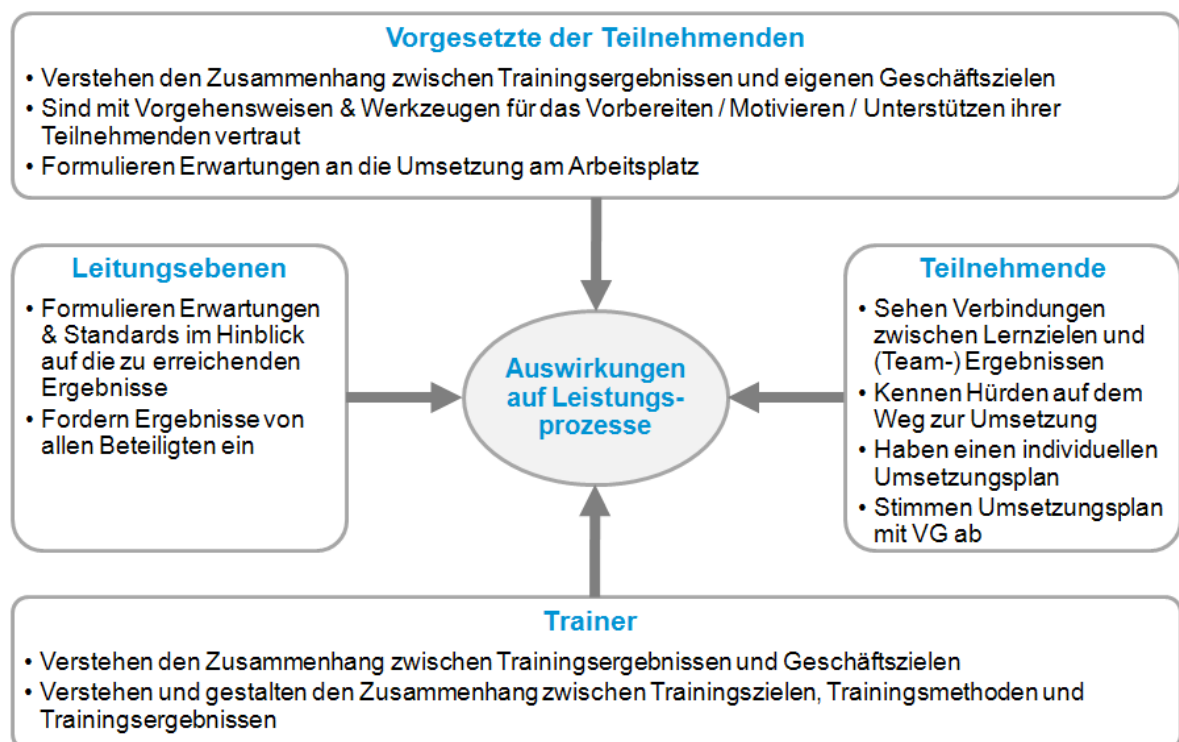 Vorgesetzte der Teilnehmenden
• Verstehen den Zusammenhang zwischen Trainingsergebnissen und eigenen Geschäftszielen
• Sind mit Vorgehensweisen & Werkzeugen für das Vorbereiten / Motivieren / Unterstützen ihrer
Teilnehmenden vertraut
• Formulieren Erwartungen an die Umsetzung am Arbeitsplatz
Leitungsebenen
• Formulieren Erwartungen
& Standards im Hinblick
auf die zu erreichenden
Ergebnisse
• Fordern Ergebnisse von
allen Beteiligten ein
Auswirkungen
auf Leistungs-
prozesse
Teilnehmende
• Sehen Verbindungen
zwischen Lernzielen und
(Team-) Ergebnissen
• Kennen Hürden auf dem
Weg zur Umsetzung
• Haben einen individuellen
Umsetzungsplan
• Stimmen Umsetzungsplan
mit VG ab
Trainer
• Verstehen den Zusammenhang zwischen Trainingsergebnissen und Geschäftszielen
• Verstehen und gestalten den Zusammenhang zwischen Trainingszielen, Trainingsmethoden und
Trainingsergebnissen